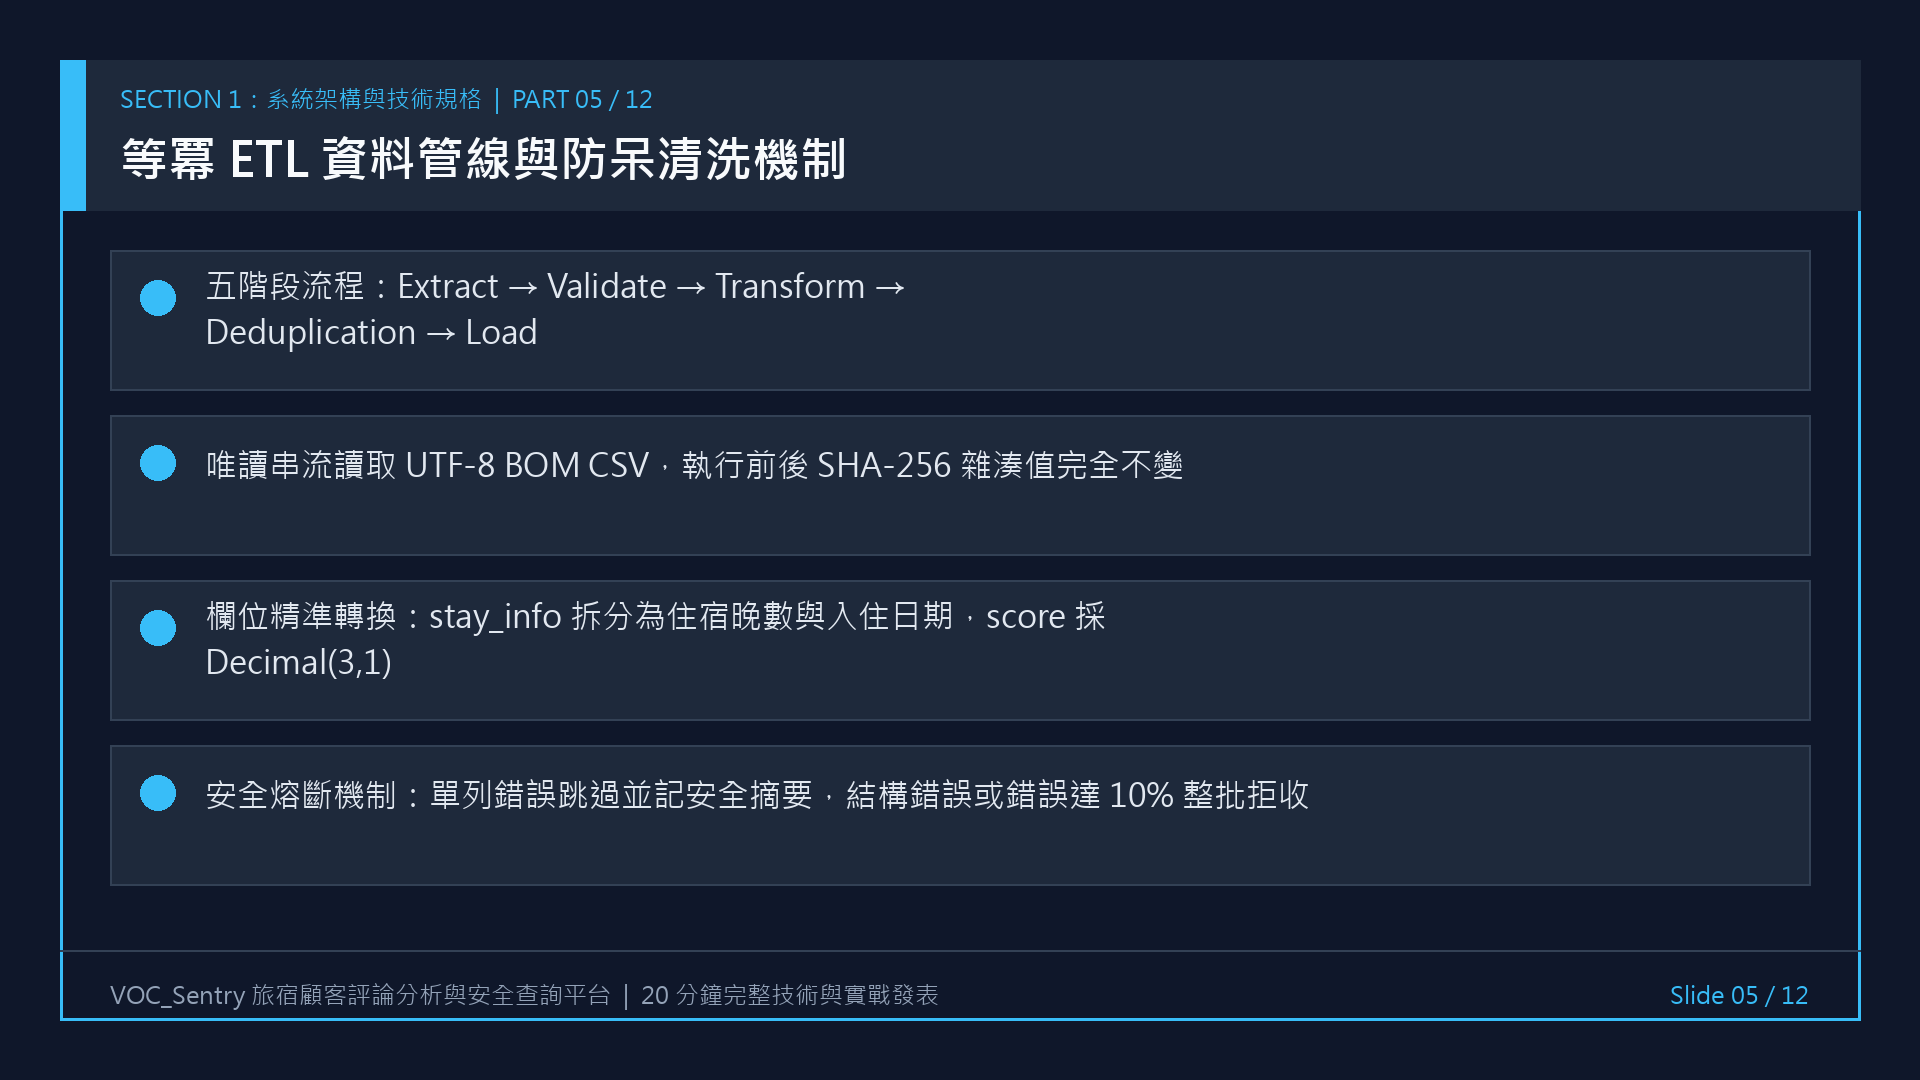 SECTION 1：系統架構與技術規格 | PART 05 / 12
等冪 ETL 資料管線與防呆清洗機制
五階段流程：Extract → Validate → Transform →
Deduplication → Load
唯讀串流讀取 UTF-8 BOM CSV，執行前後 SHA-256 雜湊值完全不變
欄位精準轉換：stay_info 拆分為住宿晚數與入住日期，score 採
Decimal(3,1)
安全熔斷機制：單列錯誤跳過並記安全摘要，結構錯誤或錯誤達 10% 整批拒收
VOC_Sentry 旅宿顧客評論分析與安全查詢平台 | 20 分鐘完整技術與實戰發表
Slide 05 / 12